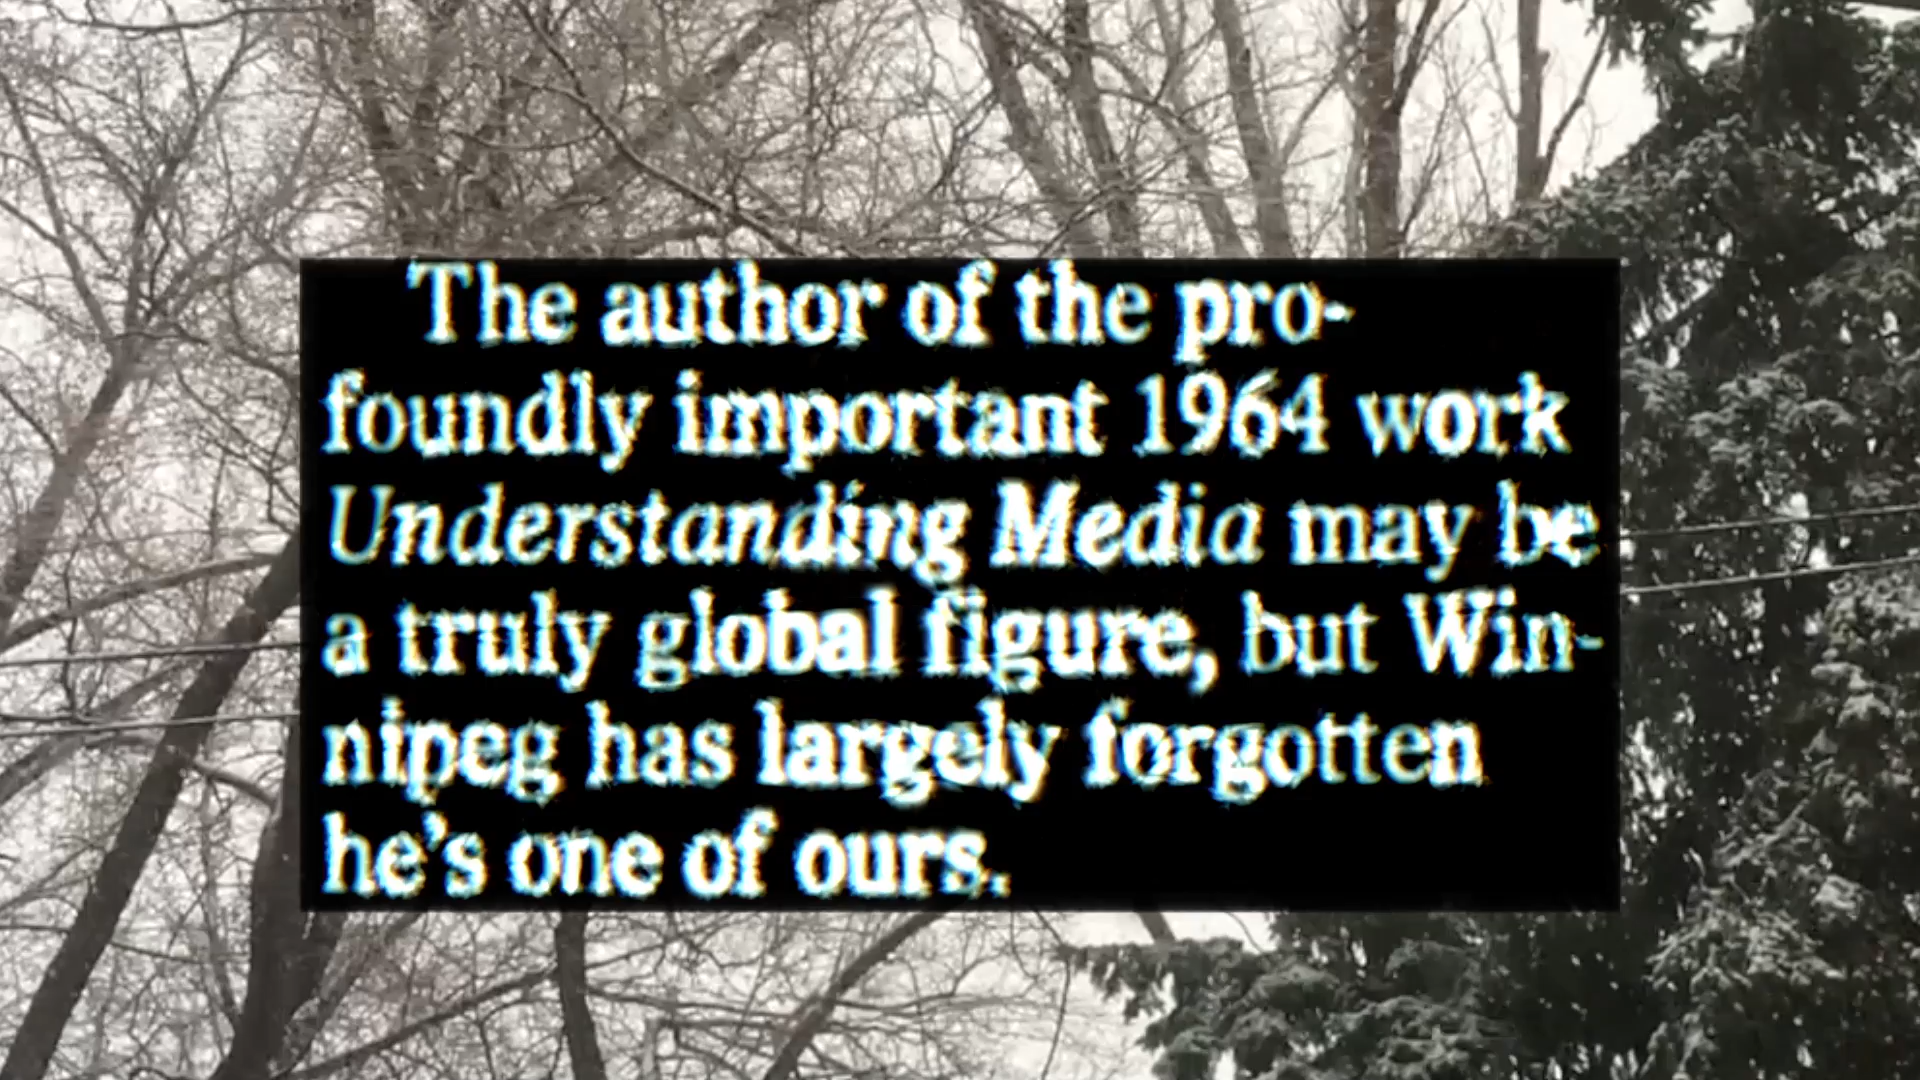 The author of the pro-
foundly important 1964 work
Understanding Media may be
a truly global figure, but Win-
nipeg has largely forgotten
he's one of ours.